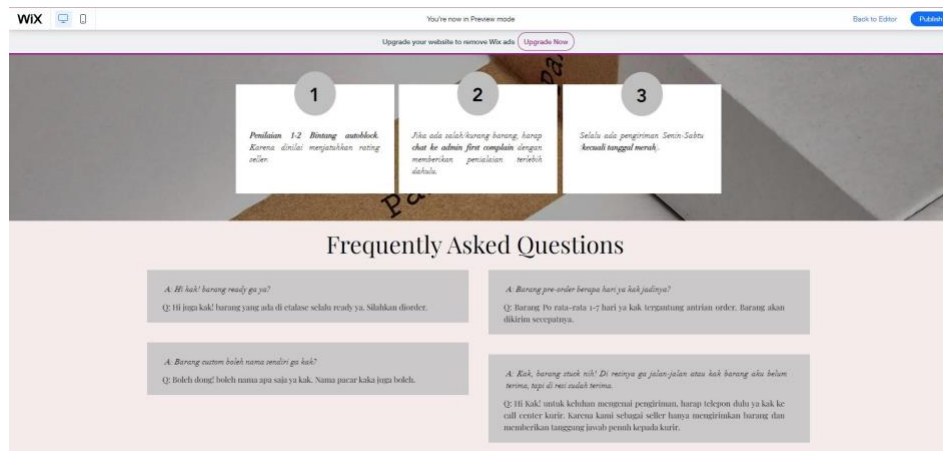 WiX
You're now in Preview mode
Back to Editor
Publish
Upgrade your website to remove Wix ads
Upgrade Now
1
Penilaian 1-2 Bintang autoblock.
Karena dinilai menjatuhkan rating
seller.
2
Jika ada salah/kurang barang, harap
chat ke admin first complain dengan
memberikan penialaian terlebih
dahulu.
3
Selalu ada pengiriman Senin-Sabtu
(kecuali tanggal merah).
Pa
Frequently Asked Questions
A: Hi kak! barang ready ga ya?
Q: Hi juga kak! barang yang ada di etalase selalu ready ya. Silahkan diorder.
A: Barang custom boleh nama sendiri ga kak?
Q: Boleh dong! boleh nama apa saja ya kak. Nama pacar kaka juga boleh.
A: Barang pre-order berapa hari ya kak jadinya?
Q: Barang Po rata-rata 1-7 hari ya kak tergantung antrian order. Barang akan
dikirim secepatnya.
A: Kak, barang stuck nih! Di resinya ga jalan-jalan atau kak barang aku belum
terima, tapi di resi sudah terima.
Q: Hi Kak! untuk keluhan mengenai pengiriman, harap telepon dulu ya kak ke
call center kurir. Karena kami sebagai seller hanya mengirimkan barang dan
memberikan tanggung jawab penuh kepada kurir.